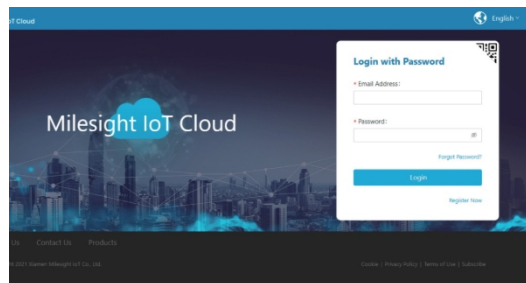 IoT Cloud
English
Login with Password
* Email Address:
Milesight IoT Cloud
* Password:
Forgot Password?
Login
Register Now
Us Contact Us Products
2021 Xiamen Milesight IoT Co., Ltd.
Cookie | Privacy Policy | Terms of Use | Subscribe